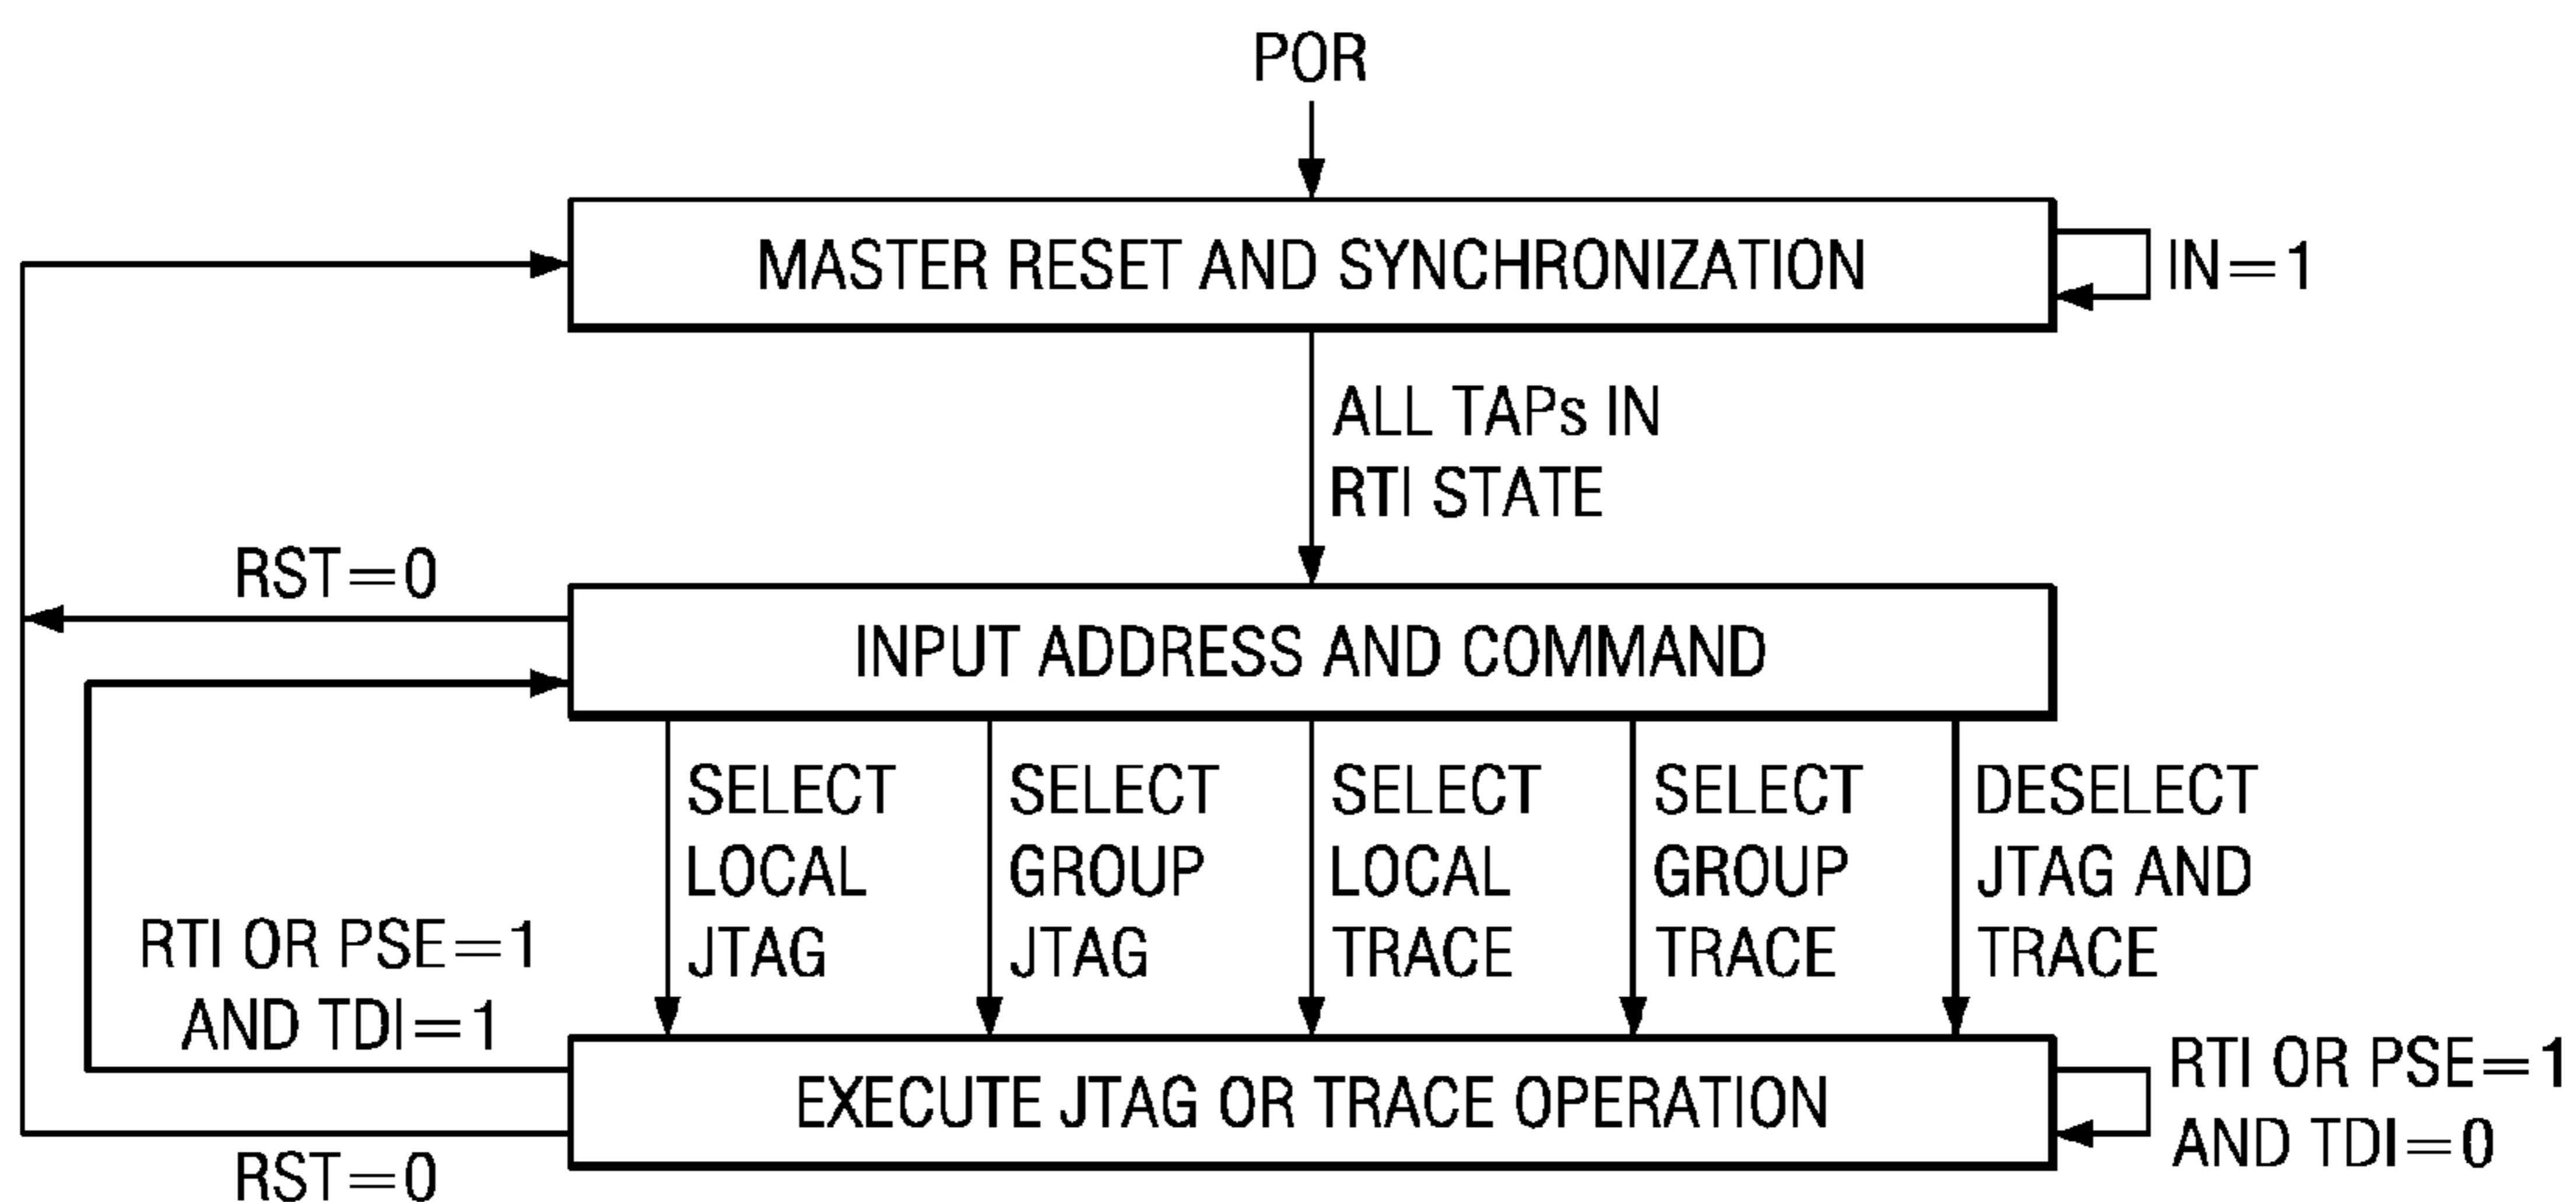 POR
MASTER RESET AND SYNCHRONIZATION
IN=1
ALL TAPs IN
RTI STATE
RST=0
INPUT ADDRESS AND COMMAND
SELECT
LOCAL
JTAG
SELECT
GROUP
JTAG
SELECT
LOCAL
TRACE
SELECT
GROUP
TRACE
DESELECT
JTAG AND
TRACE
RTI OR PSE=1
AND TDI=1
EXECUTE JTAG OR TRACE OPERATION
RTI OR PSE=1
AND TDI=0
RST=0